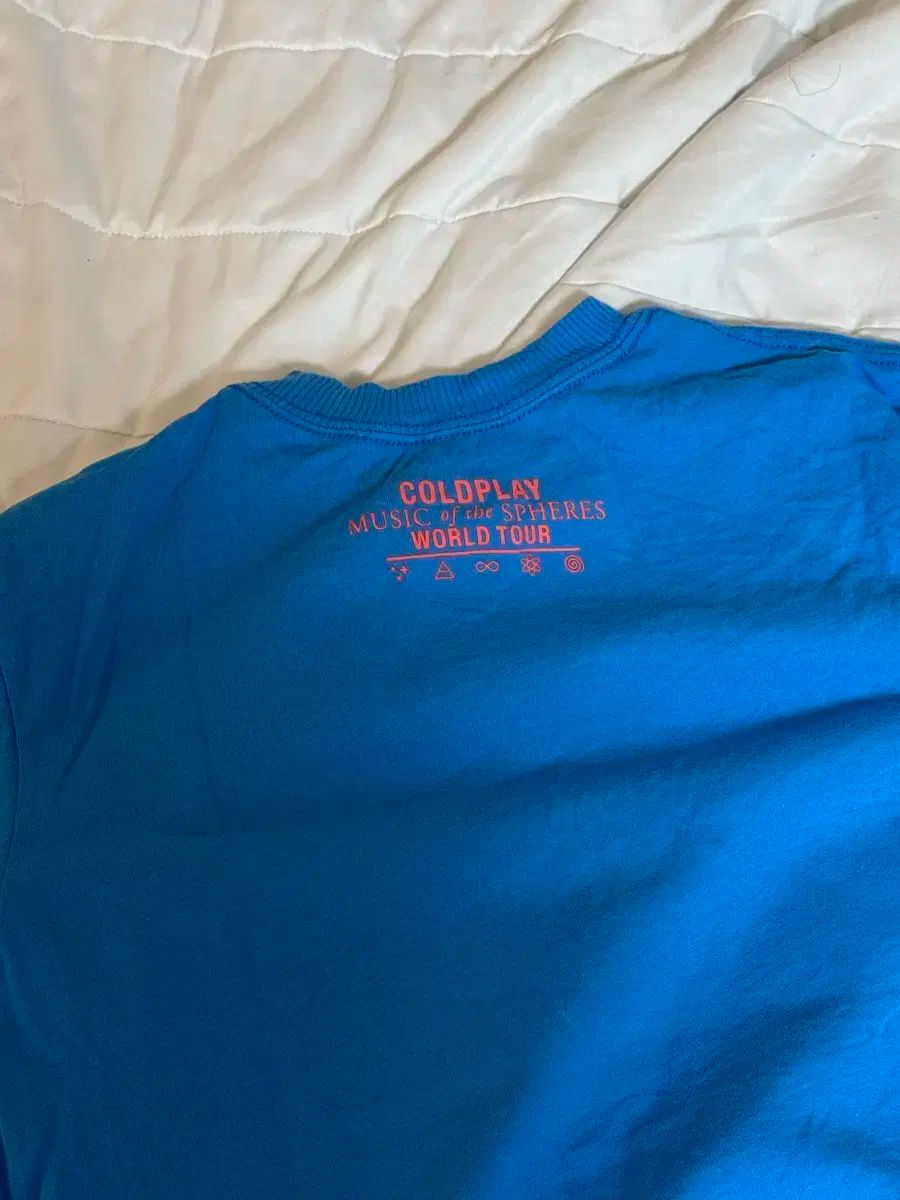 COLDPLAY
MUSIC of the SPHERES
WORLD TOUR